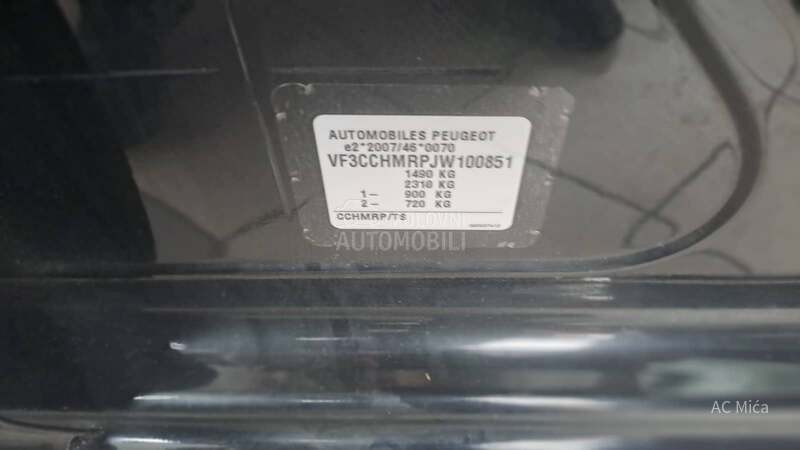 AUTOMOBILES PEUGEOT
e2*2007/46*0070
VF3CCHMRPJW100851
1490 KG
2310 KG
1- 900 KG
2- 720 KG
CCHMRP/TS
POLOVNI
AUTOMOBILI
AC Mića